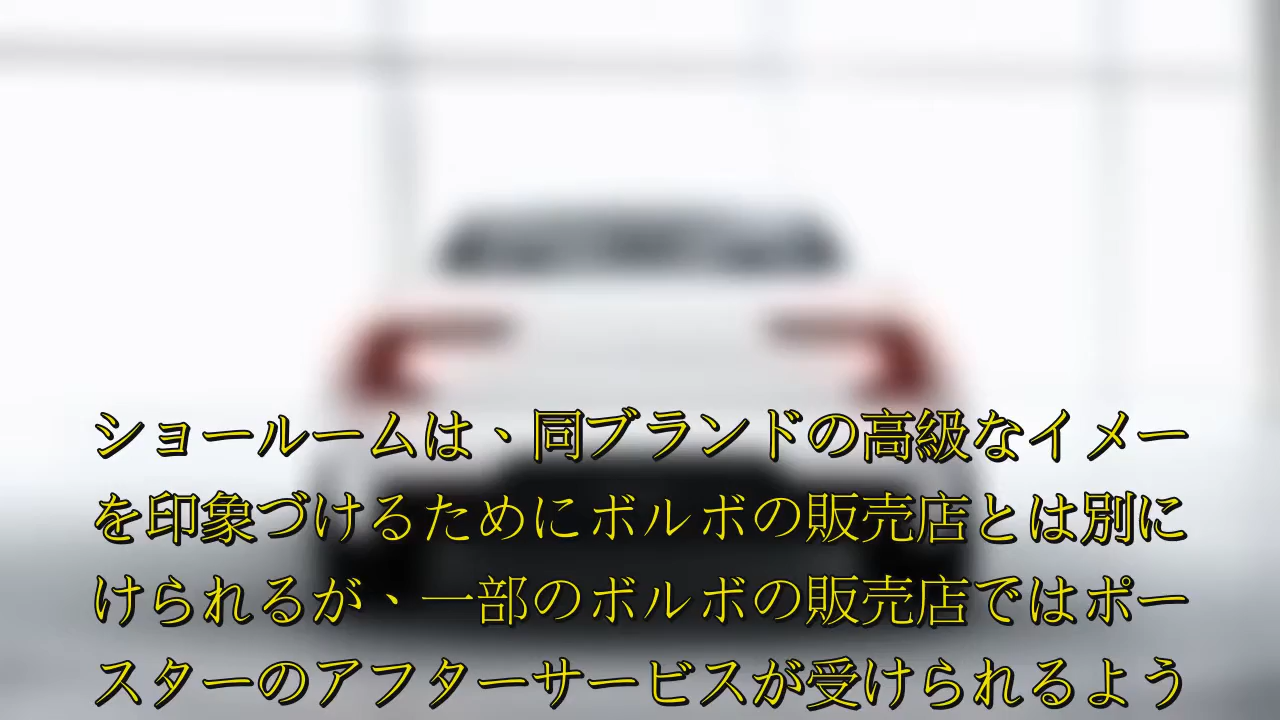 ショールームは、同ブランドの高級なイメー
を印象づけるためにボルボの販売店とは別に
けられるが、一部のボルボの販売店ではポー
スターのアフターサービスが受けられるよう